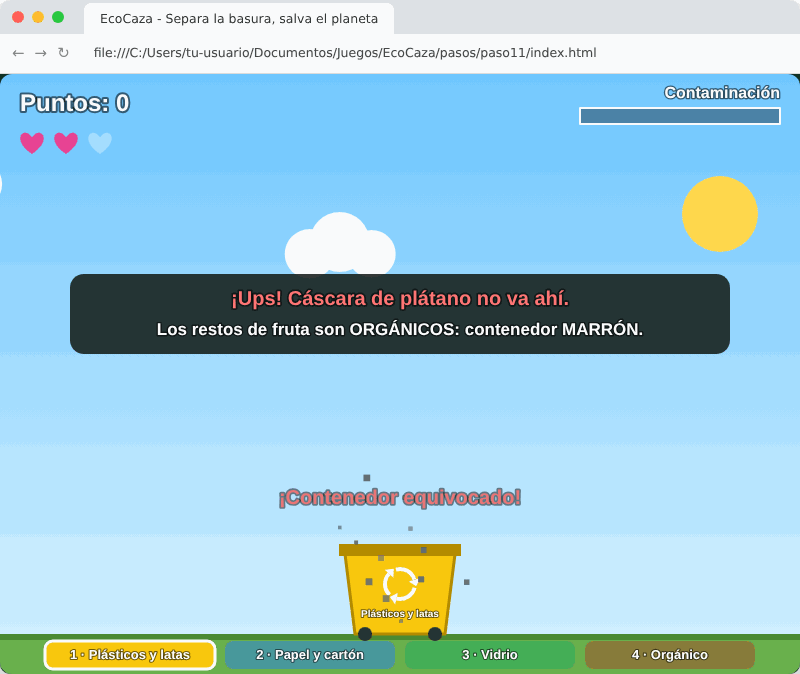 EcoCaza - Separa la basura, salva el planeta
file:///C:/Users/tu-usuario/Documentos/Juegos/EcoCaza/pasos/paso11/index.html
Puntos: 0
Contaminación
¡Ups! Cáscara de plátano no va ahí.
Los restos de fruta son ORGÁNICOS: contenedor MARRÓN.
¡Contenedor equivocado!
Plásticos y latas
1 · Plásticos y latas
2 · Papel y cartón
3 · Vidrio
4 · Orgánico